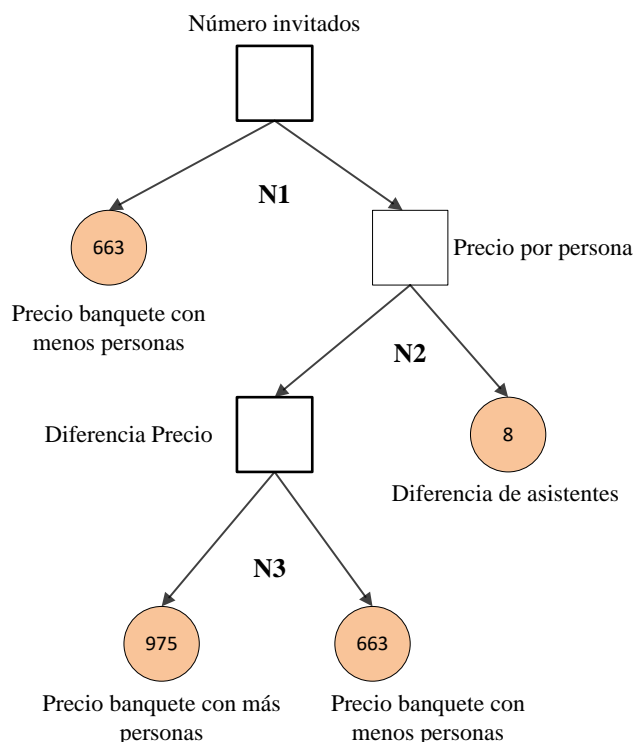 Número invitados
N1
663
Precio por persona
Precio banquete con
menos personas
N2
Diferencia Precio
8
Diferencia de asistentes
N3
975
663
Precio banquete con más
personas
Precio banquete con
menos personas